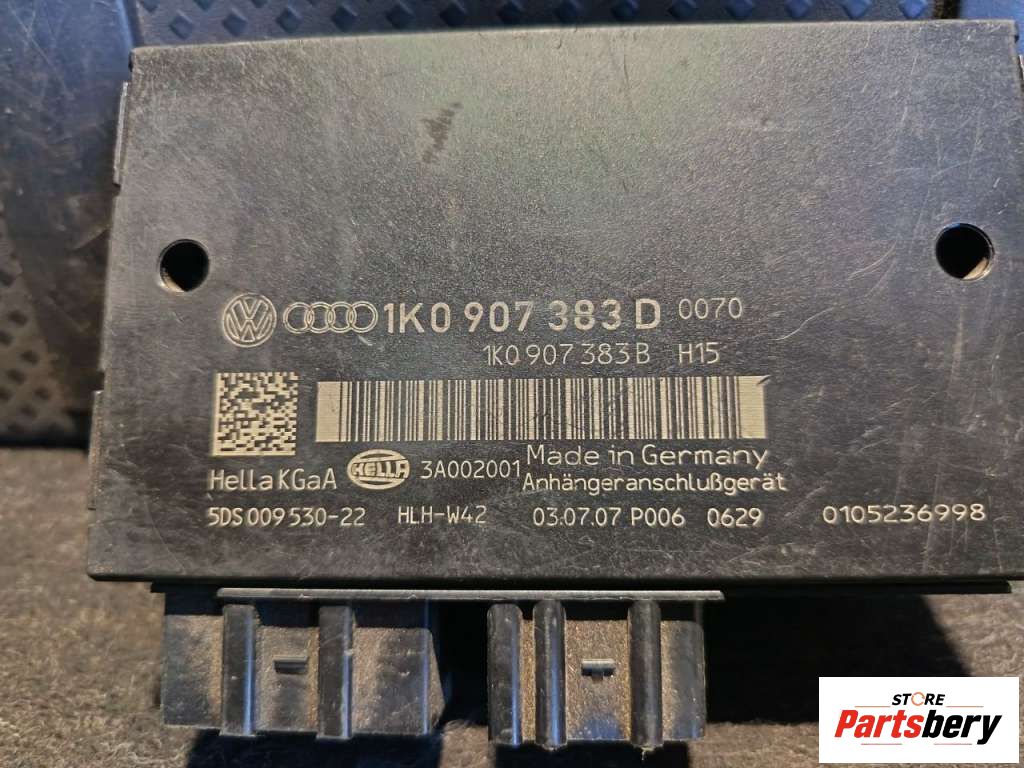 VW 1K0 907 383 D 0070
1K0 907 383 B H15
Made in Germany
Hella KGaA HELLA 3A002001 Anhängeranschlußgerät
5DS 009 530-22 HLH-W42 03.07.07 P006 0629 0105236998
STORE
Partsbery